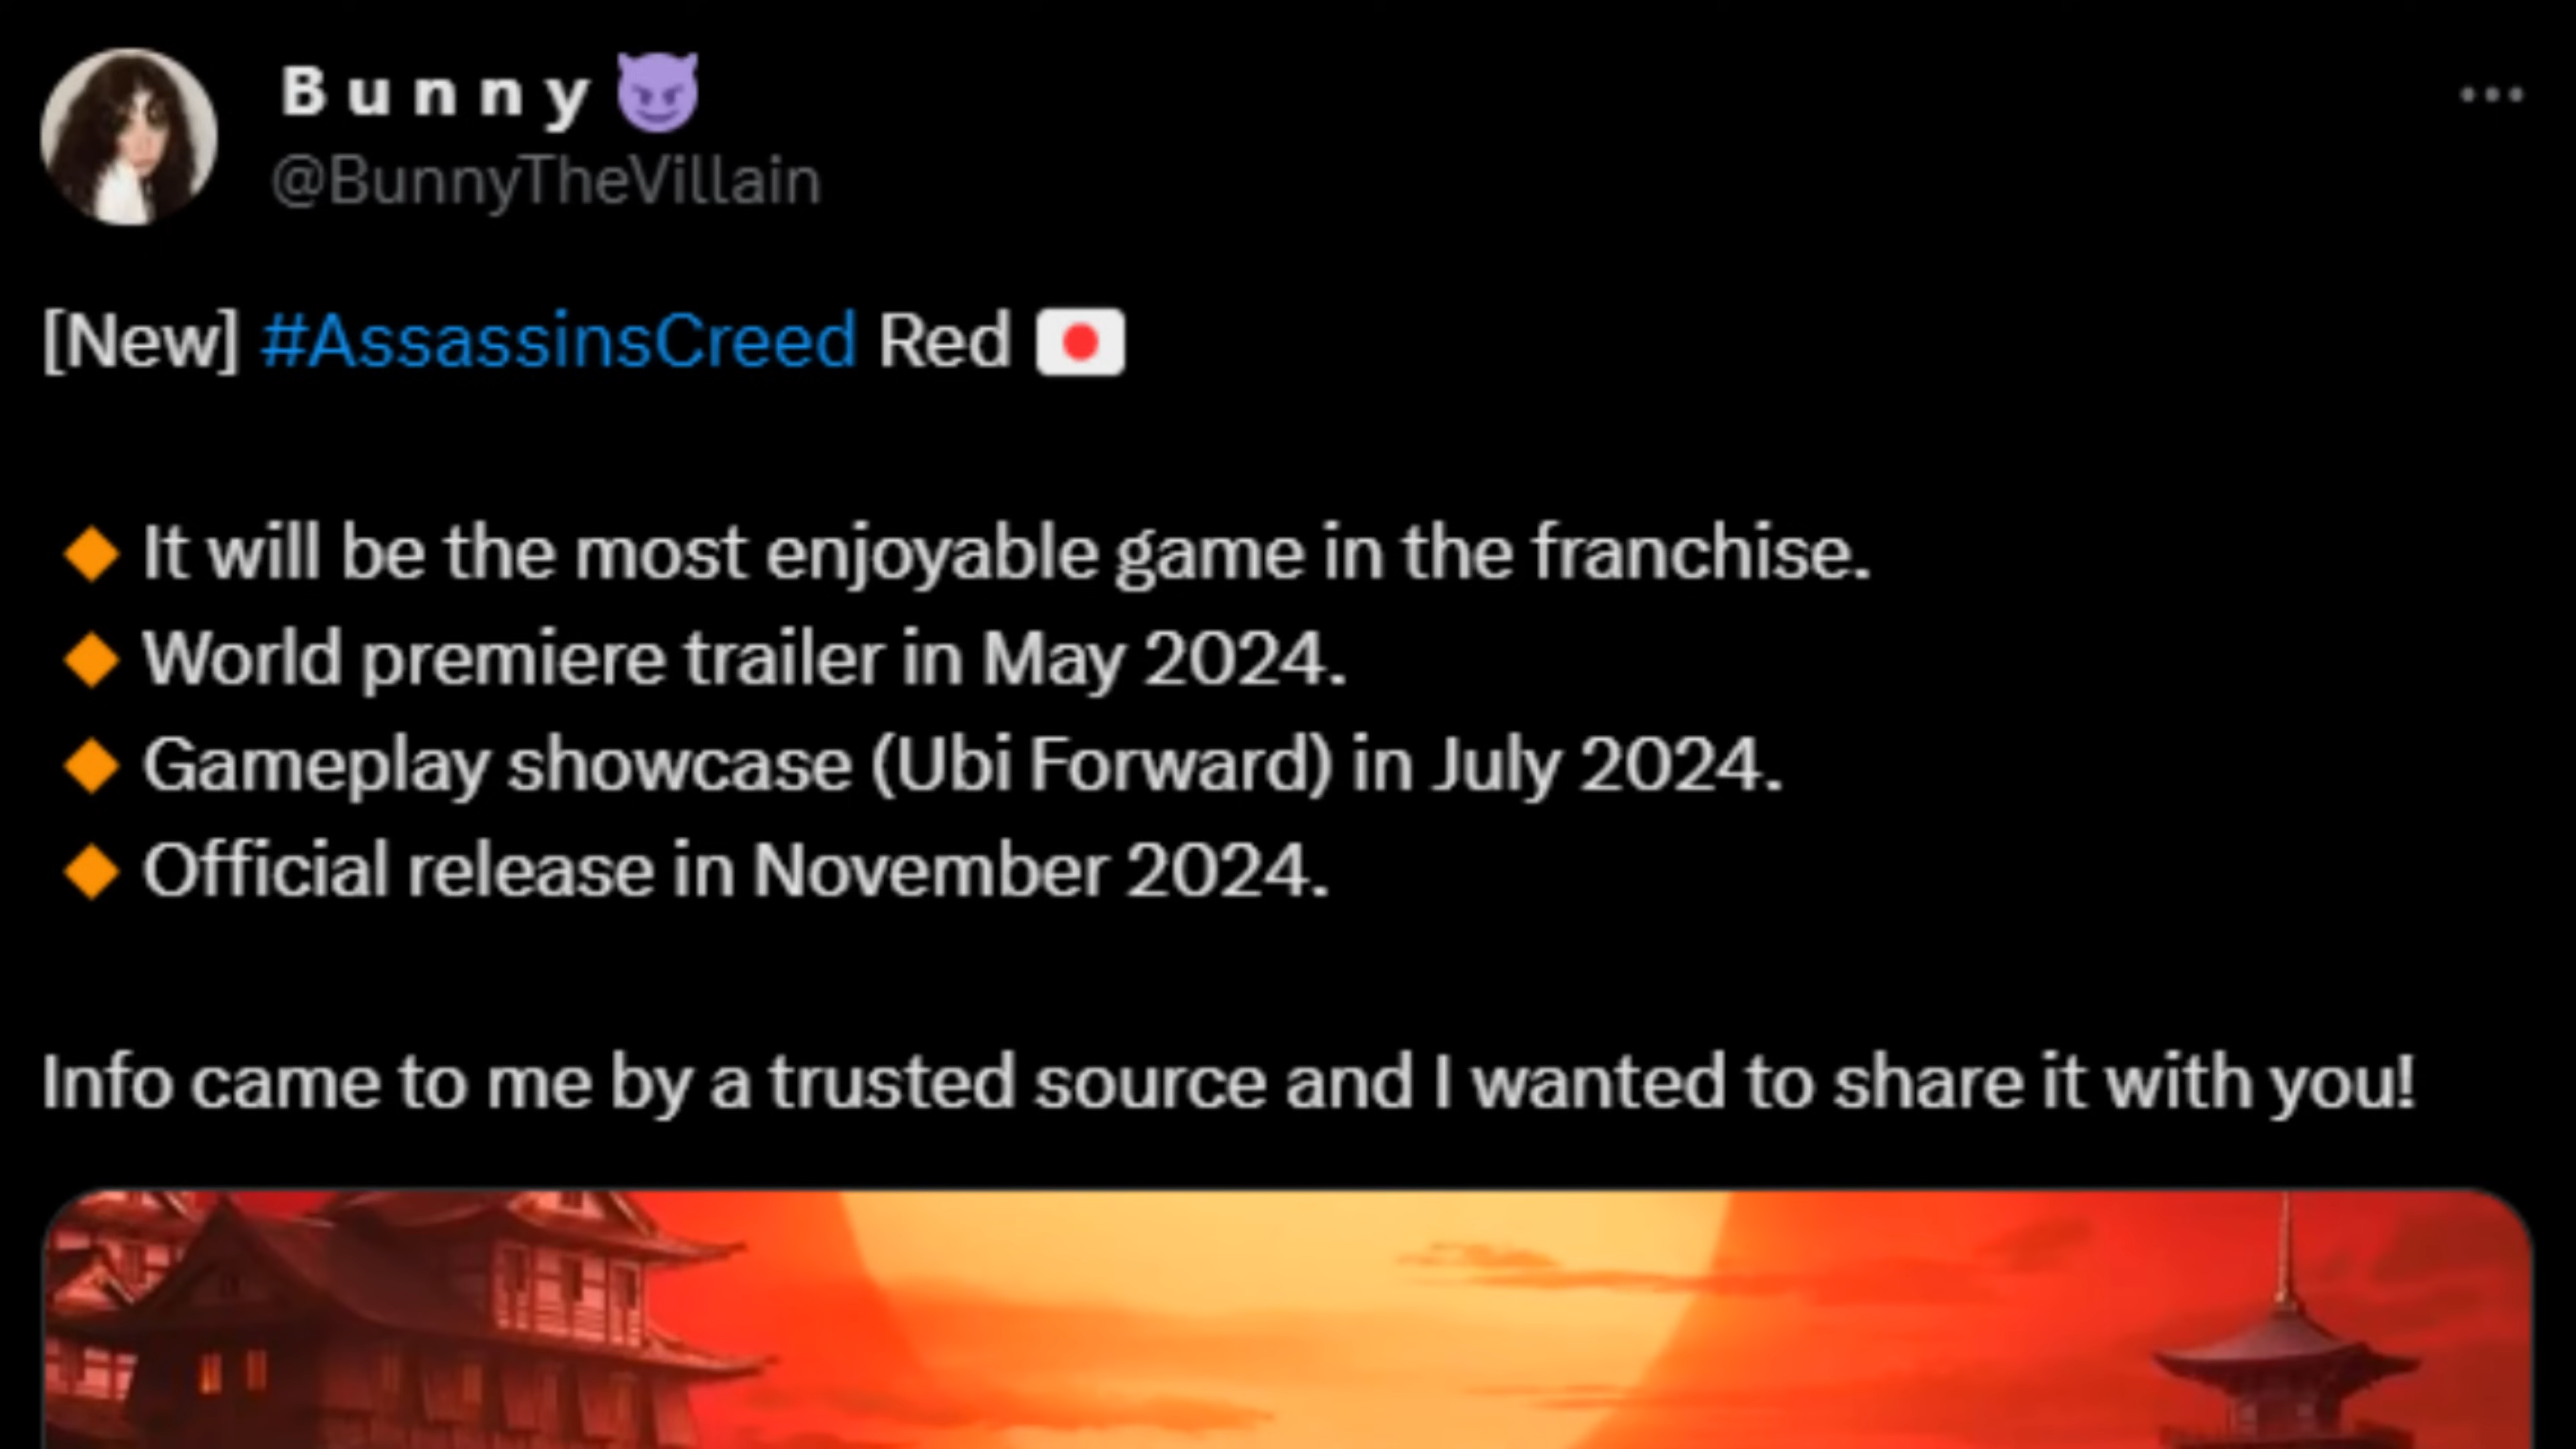 Bunny😈
@BunnyTheVillain
[New] #AssassinsCreed Red 🇯🇵
🔸 It will be the most enjoyable game in the franchise.
🔸 World premiere trailer in May 2024.
🔸 Gameplay showcase (Ubi Forward) in July 2024.
🔸 Official release in November 2024.
Info came to me by a trusted source and I wanted to share it with you!